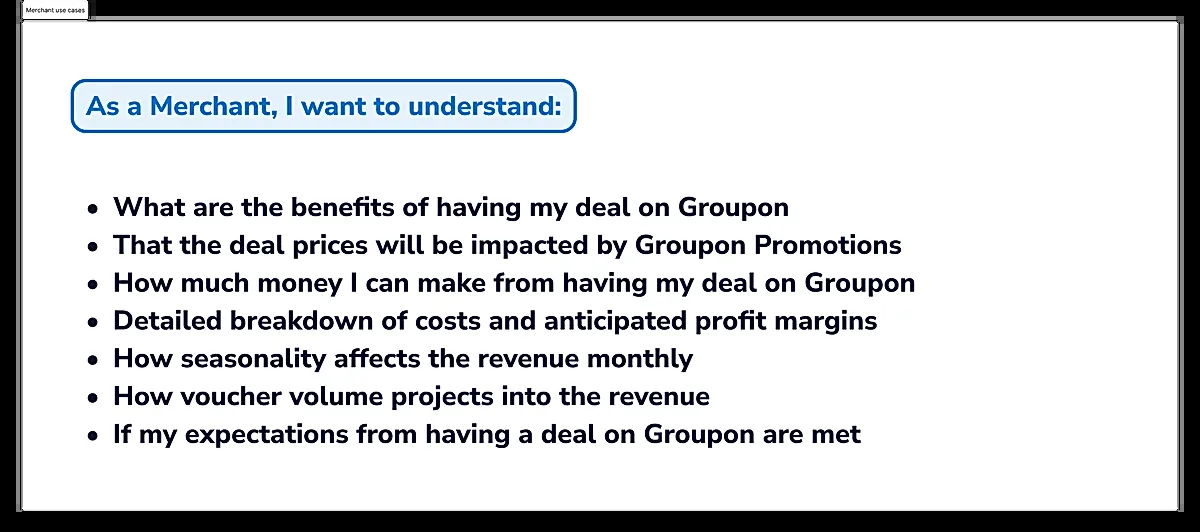 Merchant use cases
As a Merchant, I want to understand:
• What are the benefits of having my deal on Groupon
• That the deal prices will be impacted by Groupon Promotions
• How much money I can make from having my deal on Groupon
• Detailed breakdown of costs and anticipated profit margins
• How seasonality affects the revenue monthly
• How voucher volume projects into the revenue
• If my expectations from having a deal on Groupon are met